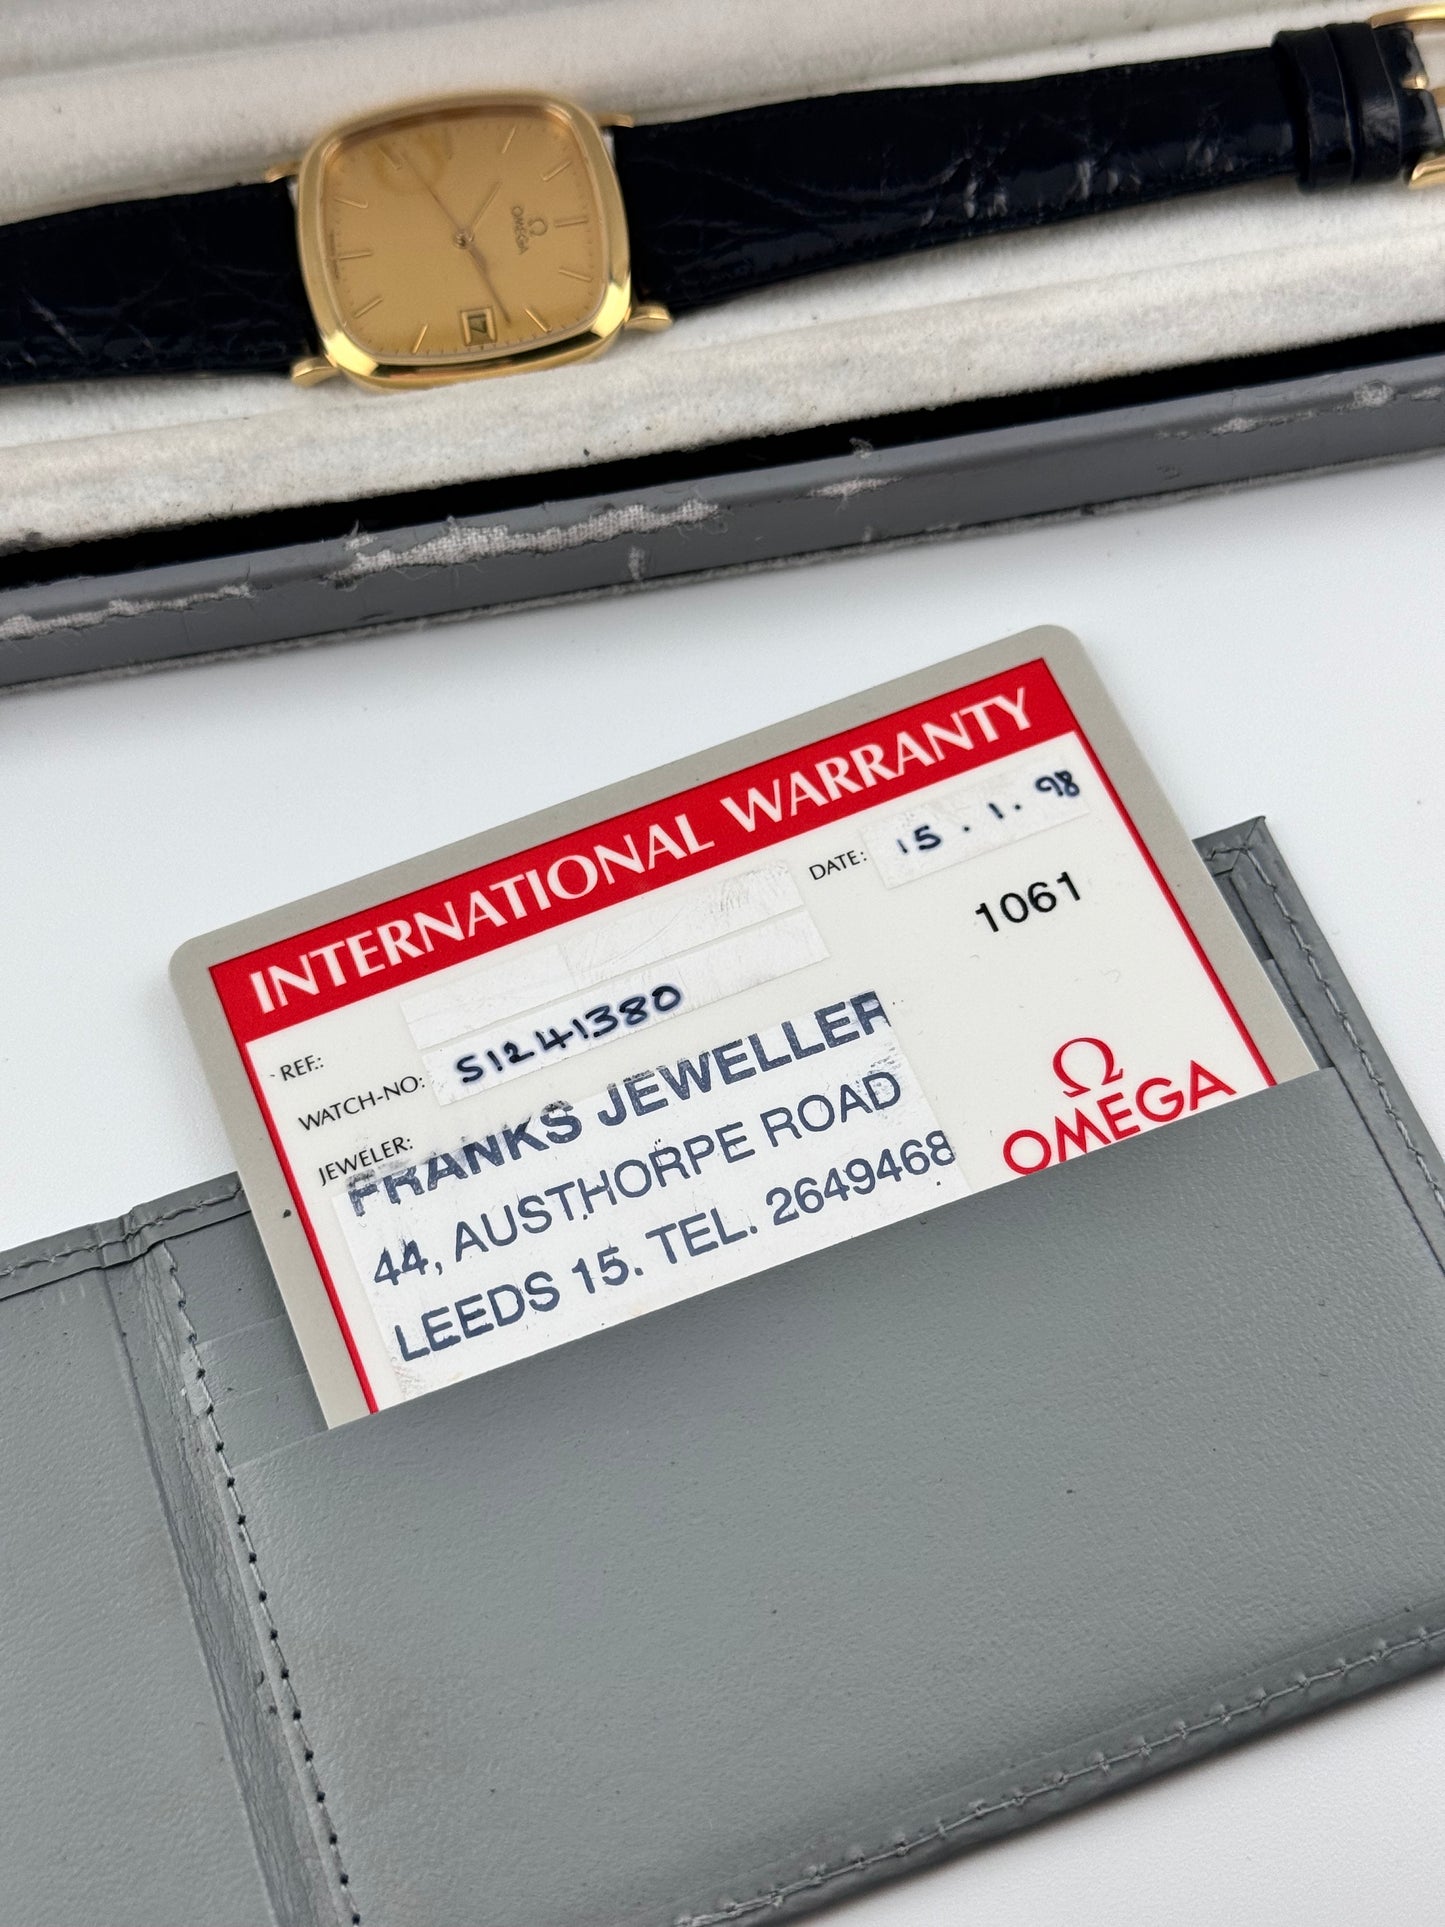 Ω
OMEGA
17
INTERNATIONAL WARRANTY
REF.:
DATE: 15.1.98
WATCH-NO: 51241380
1061
JEWELER:
FRANKS JEWELLER
44, AUSTHORPE ROAD
LEEDS 15. TEL. 2649468
Ω
OMEGA